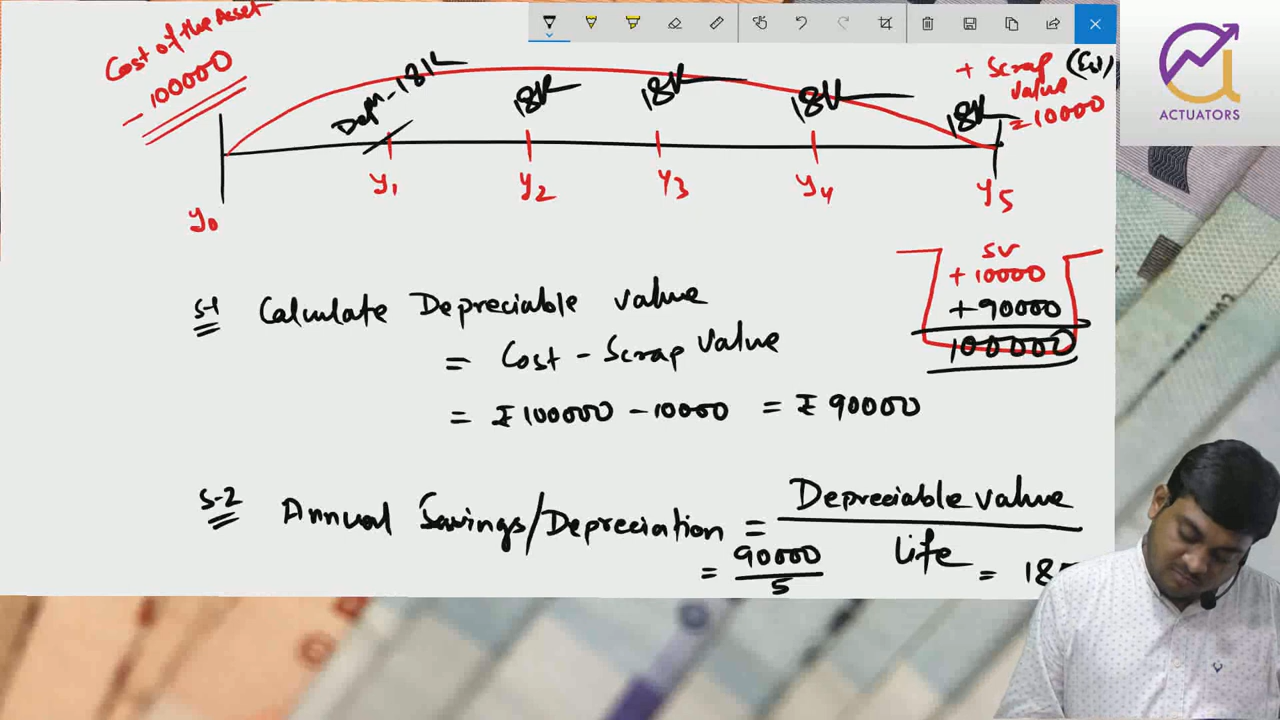 Cost of the Asset
- 100000
Depn - 18K
18K
18K
18K
18K
+ Scrap
value
= 10000
y0
y1
y2
y3
y4
y5
ACTUATORS
SV
+ 10000
+ 90000
100000
S-1 Calculate Depreciable value
= Cost - Scrap value
= ₹100000 - 10000 = ₹90000
S-2 Annual Savings/Depreciation = Depreciable value
Life
= 90000
5
= 18